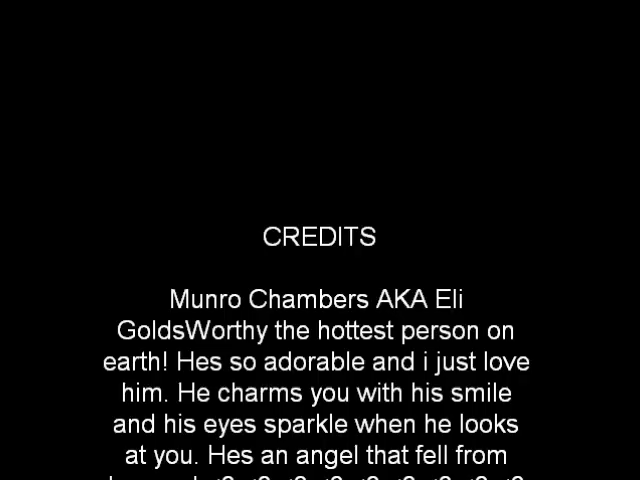 CREDITS
Munro Chambers AKA Eli
GoldsWorthy the hottest person on
earth! Hes so adorable and i just love
him. He charms you with his smile
and his eyes sparkle when he looks
at you. Hes an angel that fell from